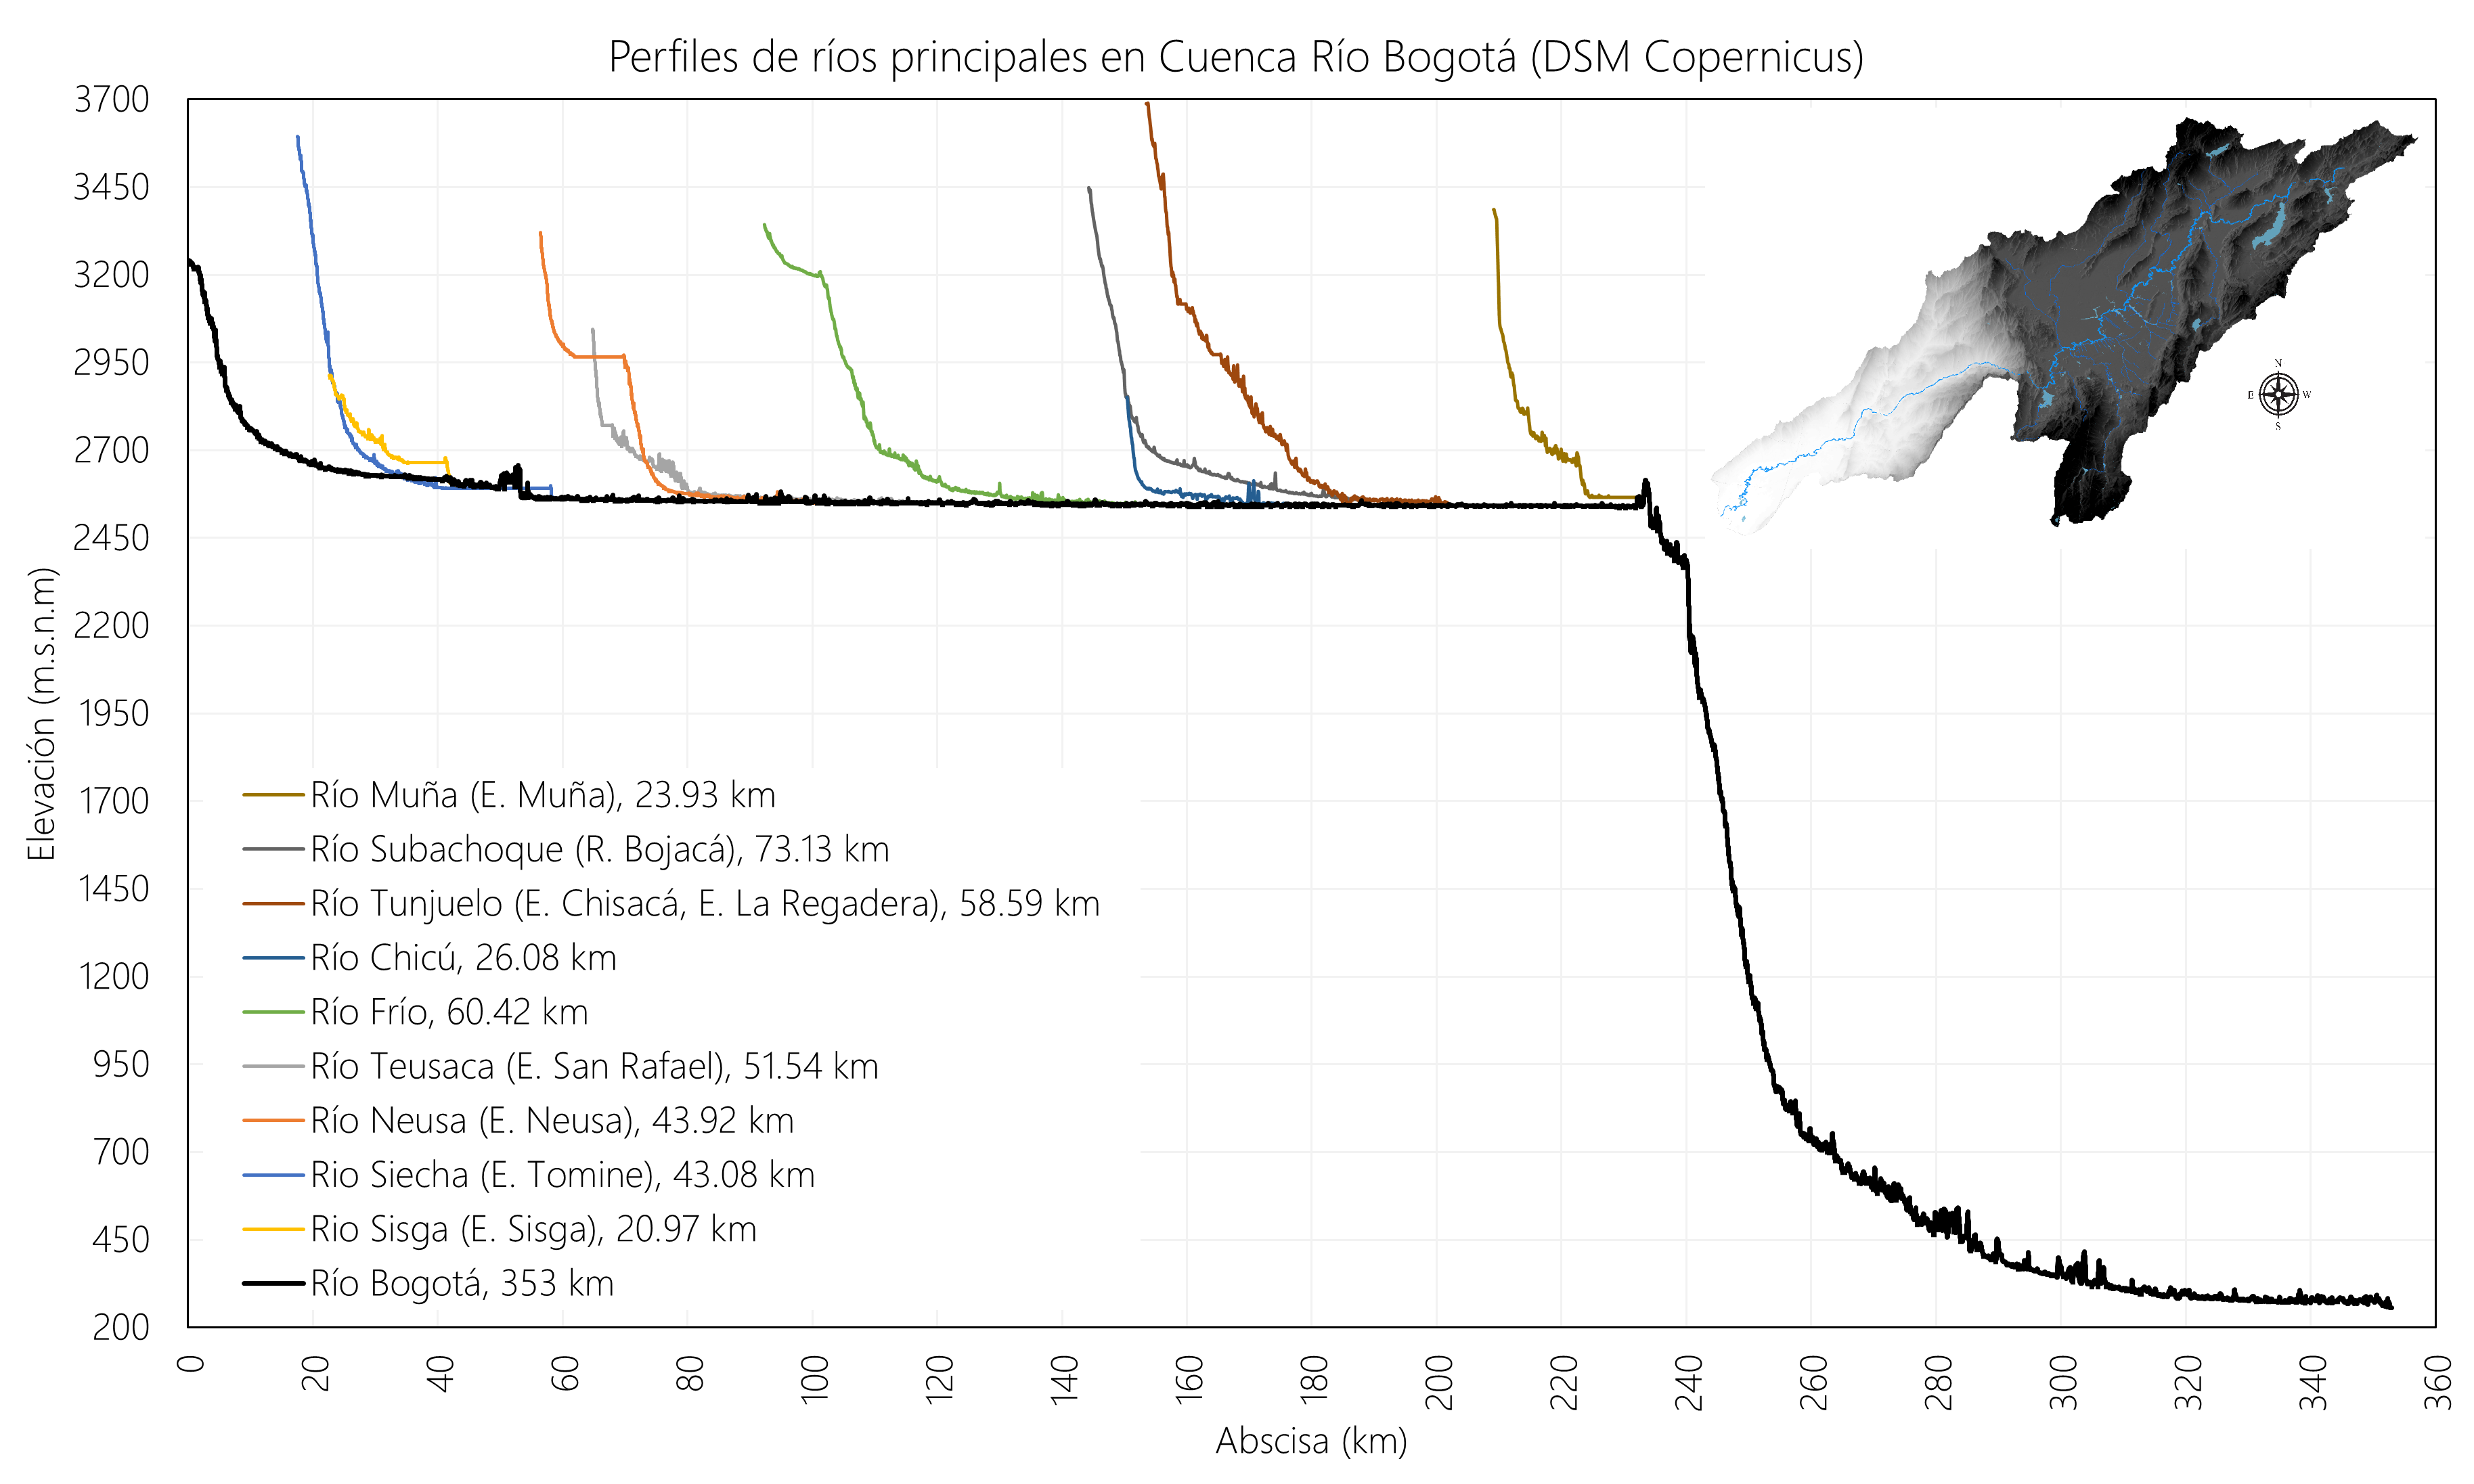 Perfiles de ríos principales en Cuenca Río Bogotá (DSM Copernicus)
3700
3450
3200
2950
2700
2450
2200
1950
1700
1450
1200
950
700
450
200
Elevación (m.s.n.m)
N
E
W
S
Río Muña (E. Muña), 23.93 km
Río Subachoque (R. Bojacá), 73.13 km
Río Tunjuelo (E. Chisacá, E. La Regadera), 58.59 km
Río Chicú, 26.08 km
Río Frío, 60.42 km
Río Teusaca (E. San Rafael), 51.54 km
Río Neusa (E. Neusa), 43.92 km
Rio Siecha (E. Tomine), 43.08 km
Rio Sisga (E. Sisga), 20.97 km
Río Bogotá, 353 km
0
20
40
60
80
100
120
140
160
180
200
220
240
260
280
300
320
340
360
Abscisa (km)